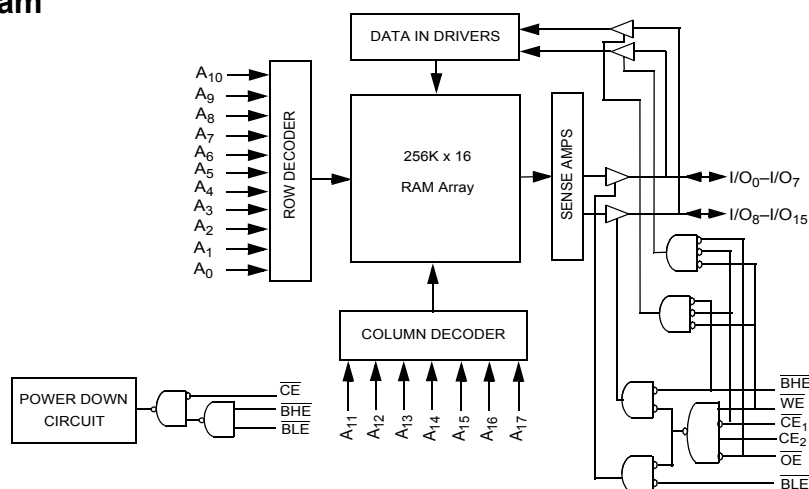 am
DATA IN DRIVERS
A10
A9
A8
A7
A6
A5
A4
A3
A2
A1
A0
ROW DECODER
256K x 16
RAM Array
SENSE AMPS
I/O0–I/O7
I/O8–I/O15
COLUMN DECODER
A11
A12
A13
A14
A15
A16
A17
POWER DOWN
CIRCUIT
CE
BHE
BLE
BHE
WE
CE1
CE2
OE
BLE